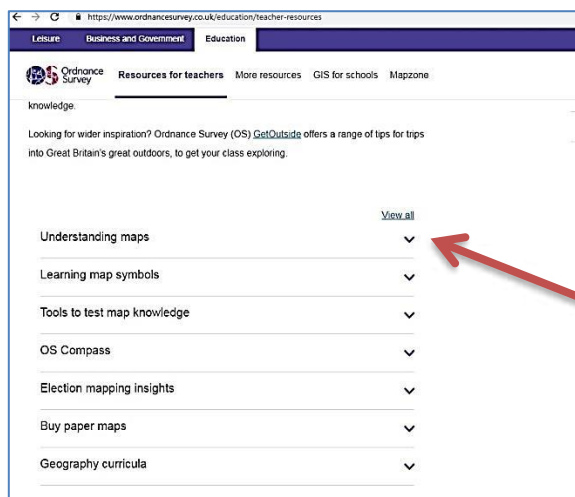 https://www.ordnancesurvey.co.uk/education/teacher-resources
Leisure Business and Government Education
Ordnance Survey Resources for teachers More resources GIS for schools Mapzone
knowledge.
Looking for wider inspiration? Ordnance Survey (OS) GetOutside offers a range of tips for trips
into Great Britain's great outdoors, to get your class exploring.
View all
Understanding maps
Learning map symbols
Tools to test map knowledge
OS Compass
Election mapping insights
Buy paper maps
Geography curricula